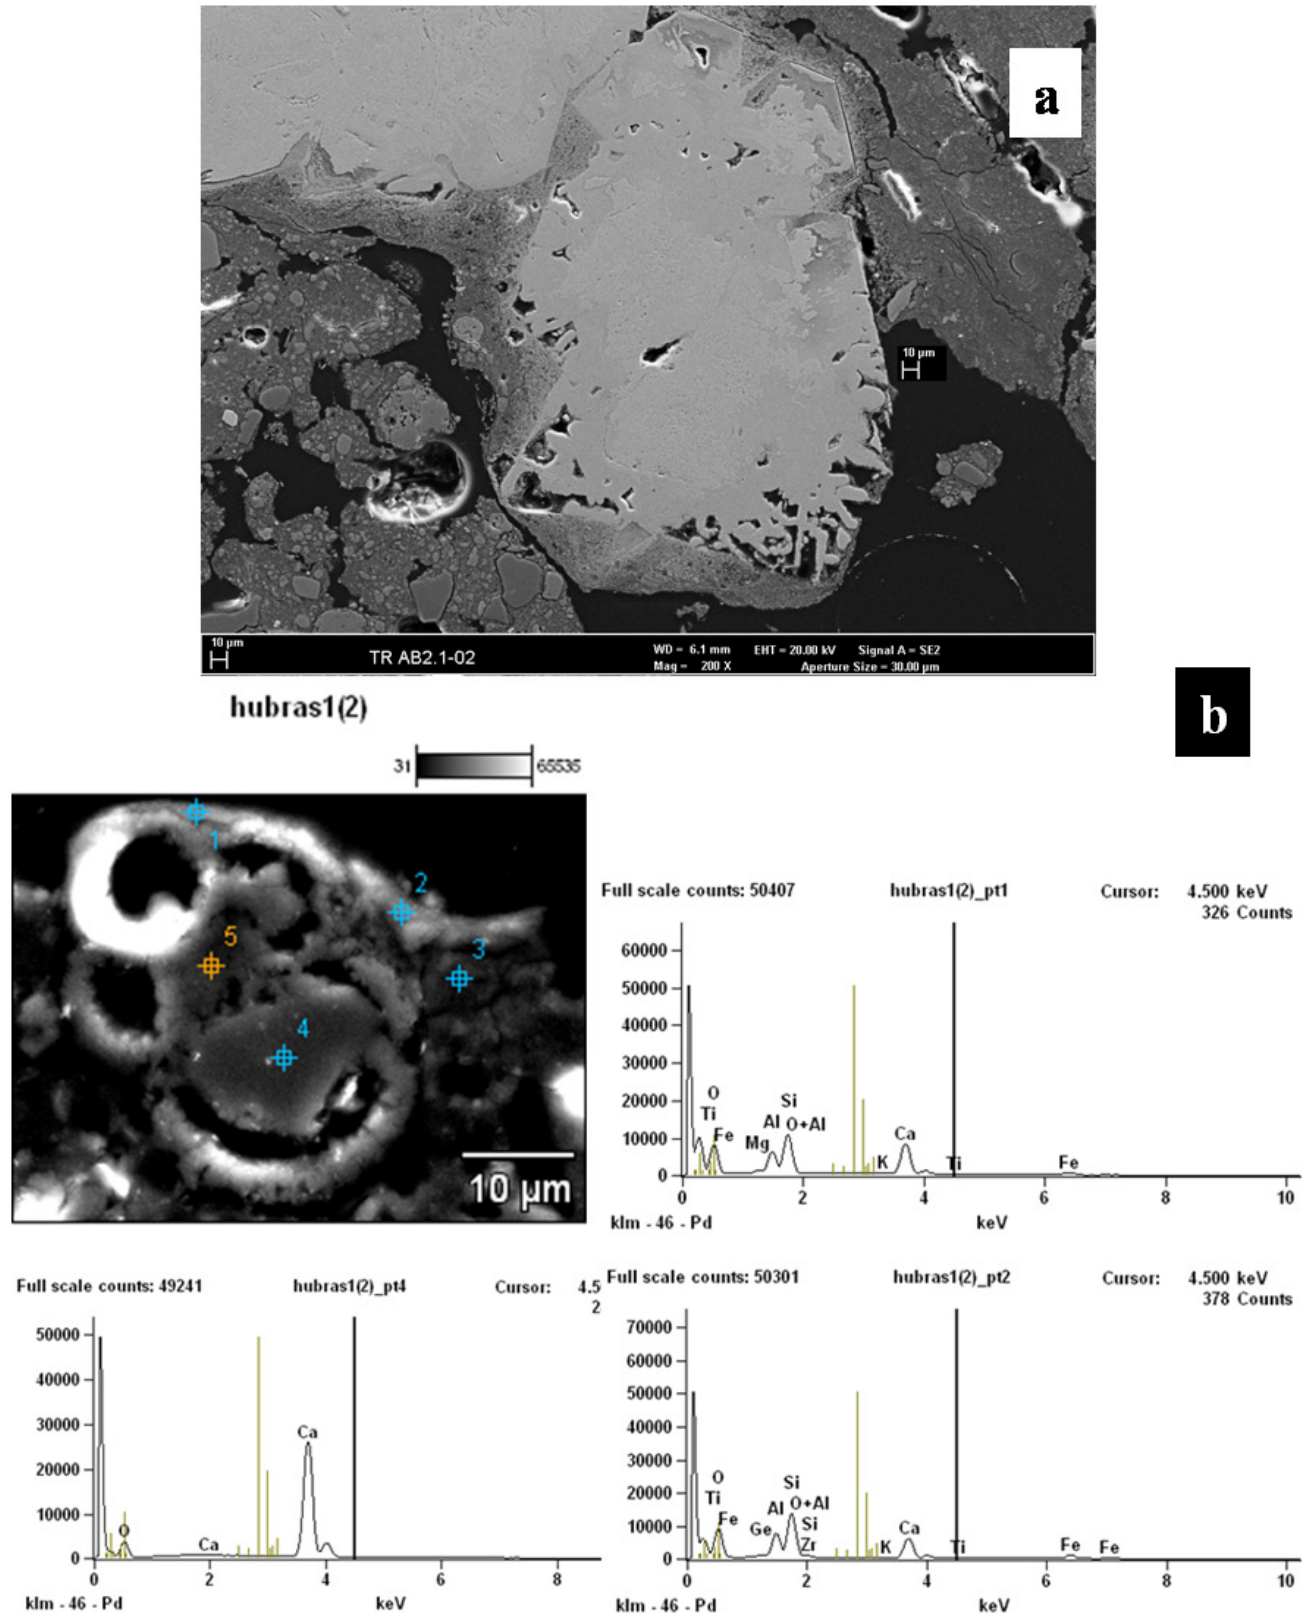 a
10 µm
10 µm
TR AB2.1-02
WD = 6.1 mm EHT = 20.00 kV Signal A = SE2
Mag = 200 X Aperture Size = 30.00 µm
hubras1(2)
b
31 65535
1
2
3
4
5
10 µm
Full scale counts: 50407 hubras1(2)_pt1 Cursor: 4.500 keV
326 Counts
60000
50000
40000
30000
20000
10000
0
O
Ti
Fe
Mg
Al
Si
O+Al
K
Ca
Ti
Fe
0 2 4 6 8 10
klm - 46 - Pd keV
Full scale counts: 49241 hubras1(2)_pt4 Cursor: 4.5
2
50000
40000
30000
20000
10000
0
O
Ca
Ca
0 2 4 6 8
klm - 46 - Pd keV
Full scale counts: 50301 hubras1(2)_pt2 Cursor: 4.500 keV
378 Counts
70000
60000
50000
40000
30000
20000
10000
0
O
Ti
Fe
Ge
Al
Si
O+Al
Si
Zr
K
Ca
Ti
Fe
Fe
0 2 4 6 8 10
klm - 46 - Pd keV